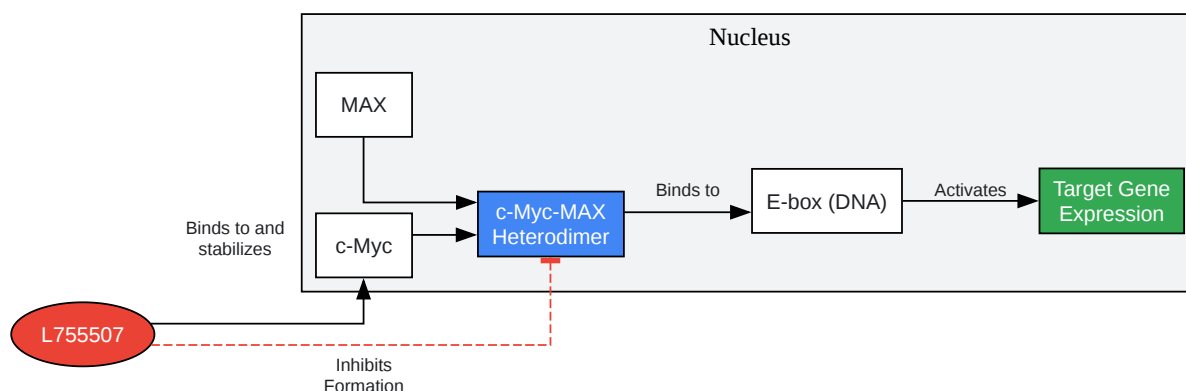 Nucleus
MAX
Binds to and
stabilizes
c-Myc
c-Myc-MAX
Heterodimer
Binds to
E-box (DNA)
Activates
Target Gene
Expression
L755507
Inhibits
Formation